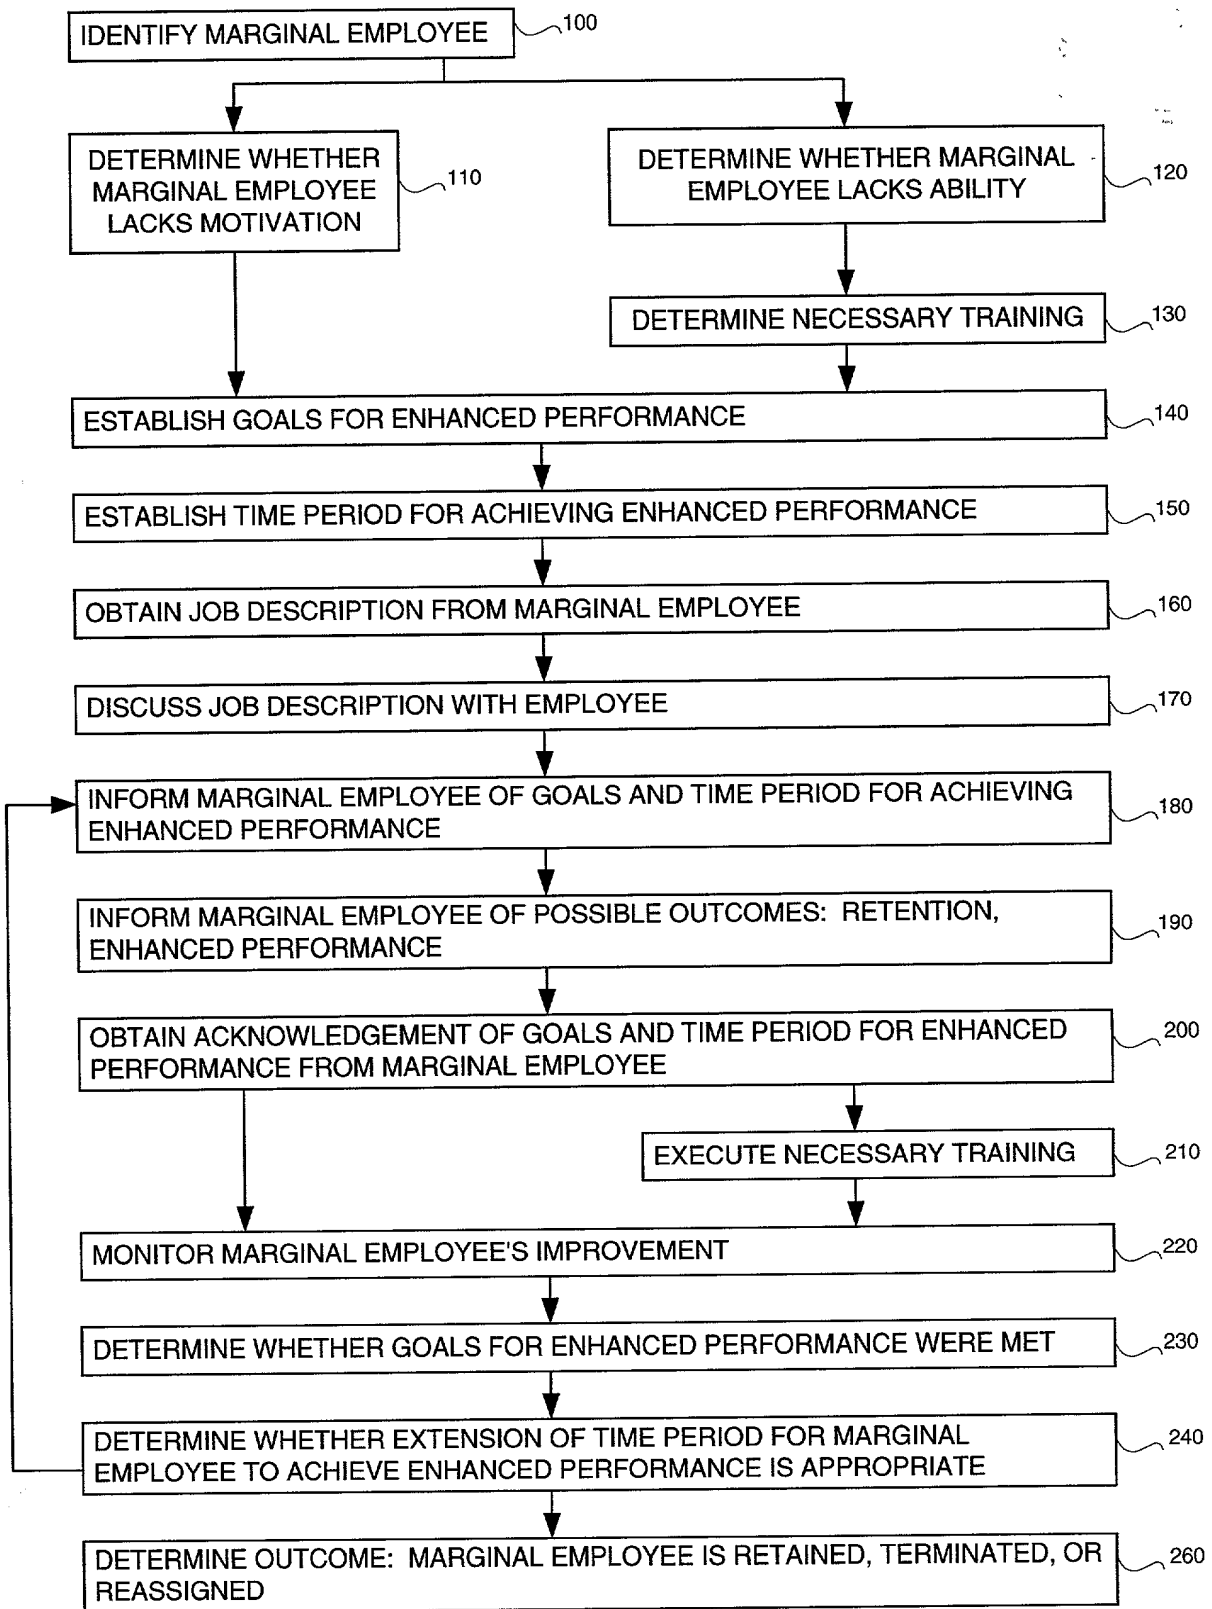 IDENTIFY MARGINAL EMPLOYEE
100
DETERMINE WHETHER
MARGINAL EMPLOYEE
LACKS MOTIVATION
110
DETERMINE WHETHER MARGINAL
EMPLOYEE LACKS ABILITY
120
DETERMINE NECESSARY TRAINING
130
ESTABLISH GOALS FOR ENHANCED PERFORMANCE
140
ESTABLISH TIME PERIOD FOR ACHIEVING ENHANCED PERFORMANCE
150
OBTAIN JOB DESCRIPTION FROM MARGINAL EMPLOYEE
160
DISCUSS JOB DESCRIPTION WITH EMPLOYEE
170
INFORM MARGINAL EMPLOYEE OF GOALS AND TIME PERIOD FOR ACHIEVING
ENHANCED PERFORMANCE
180
INFORM MARGINAL EMPLOYEE OF POSSIBLE OUTCOMES: RETENTION,
ENHANCED PERFORMANCE
190
OBTAIN ACKNOWLEDGEMENT OF GOALS AND TIME PERIOD FOR ENHANCED
PERFORMANCE FROM MARGINAL EMPLOYEE
200
EXECUTE NECESSARY TRAINING
210
MONITOR MARGINAL EMPLOYEE'S IMPROVEMENT
220
DETERMINE WHETHER GOALS FOR ENHANCED PERFORMANCE WERE MET
230
DETERMINE WHETHER EXTENSION OF TIME PERIOD FOR MARGINAL
EMPLOYEE TO ACHIEVE ENHANCED PERFORMANCE IS APPROPRIATE
240
DETERMINE OUTCOME: MARGINAL EMPLOYEE IS RETAINED, TERMINATED, OR
REASSIGNED
260